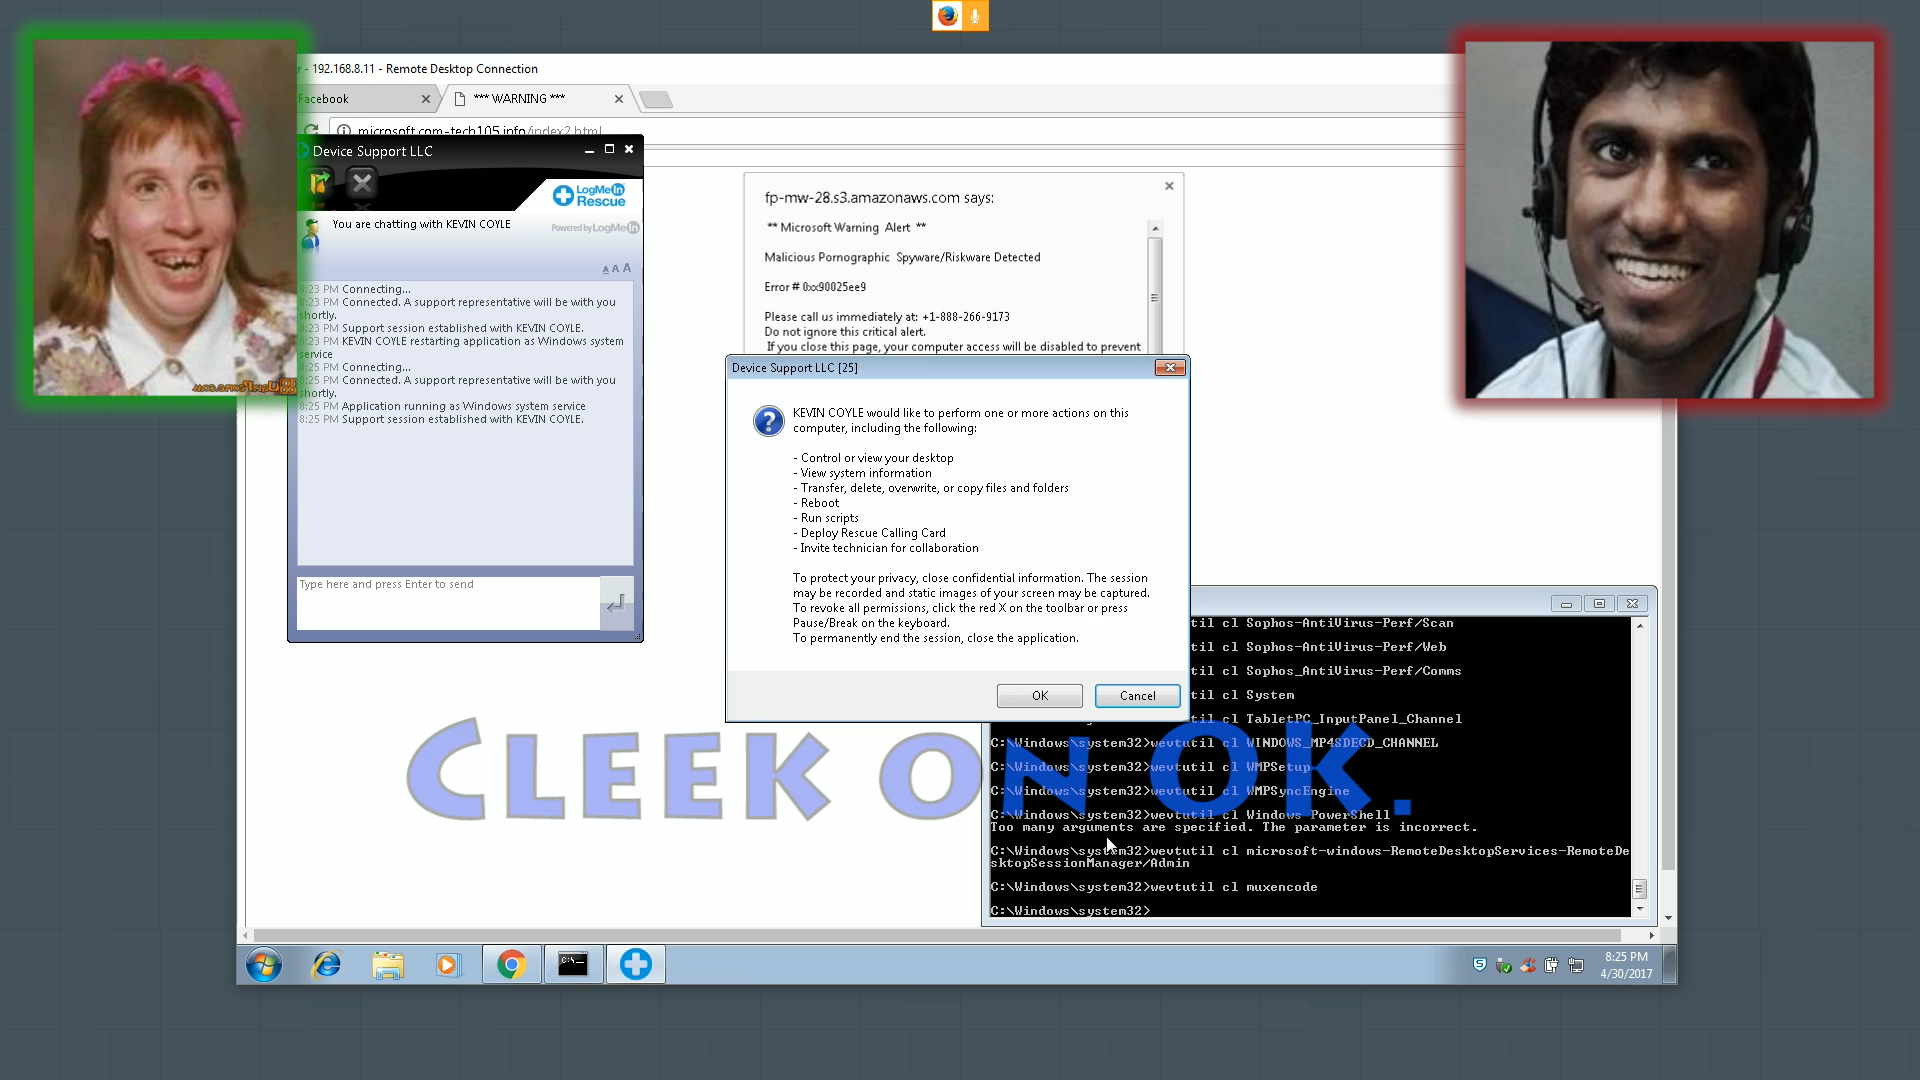 192.168.8.11 - Remote Desktop Connection
Facebook
*** WARNING ***
microsoft.com-tech105.info/index2.html
Device Support LLC
LogMeIn
Rescue
You are chatting with KEVIN COYLE
Powered by LogMeIn
A A A
8:23 PM Connecting...
8:23 PM Connected. A support representative will be with you
shortly.
8:23 PM Support session established with KEVIN COYLE.
8:23 PM KEVIN COYLE restarting application as Windows system
service
8:25 PM Connecting...
8:25 PM Connected. A support representative will be with you
shortly.
8:25 PM Application running as Windows system service
8:25 PM Support session established with KEVIN COYLE.
Type here and press Enter to send
fp-mw-28.s3.amazonaws.com says:
** Microsoft Warning Alert **
Malicious Pornographic Spyware/Riskware Detected
Error # 0xx90025ee9
Please call us immediately at: +1-888-266-9173
Do not ignore this critical alert.
If you close this page, your computer access will be disabled to prevent
Device Support LLC [25]
KEVIN COYLE would like to perform one or more actions on this
computer, including the following:
- Control or view your desktop
- View system information
- Transfer, delete, overwrite, or copy files and folders
- Reboot
- Run scripts
- Deploy Rescue Calling Card
- Invite technician for collaboration
To protect your privacy, close confidential information. The session
may be recorded and static images of your screen may be captured.
To revoke all permissions, click the red X on the toolbar or press
Pause/Break on the keyboard.
To permanently end the session, close the application.
OK
Cancel
til cl Sophos-AntiVirus-Perf/Scan
til cl Sophos-AntiVirus-Perf/Web
til cl Sophos_AntiVirus-Perf/Comms
til cl System
til cl TabletPC_InputPanel_Channel
C:\Windows\system32>wevtutil cl WINDOWS_MP4SDECD_CHANNEL
C:\Windows\system32>wevtutil cl WMPSetup
C:\Windows\system32>wevtutil cl WMPSyncEngine
C:\Windows\system32>wevtutil cl Windows PowerShell
Too many arguments are specified. The parameter is incorrect.
C:\Windows\system32>wevtutil cl microsoft-windows-RemoteDesktopServices-RemoteDe
sktopSessionManager/Admin
C:\Windows\system32>wevtutil cl muxencode
C:\Windows\system32>
CLEEK ON OK.
C:\_
8:25 PM
4/30/2017